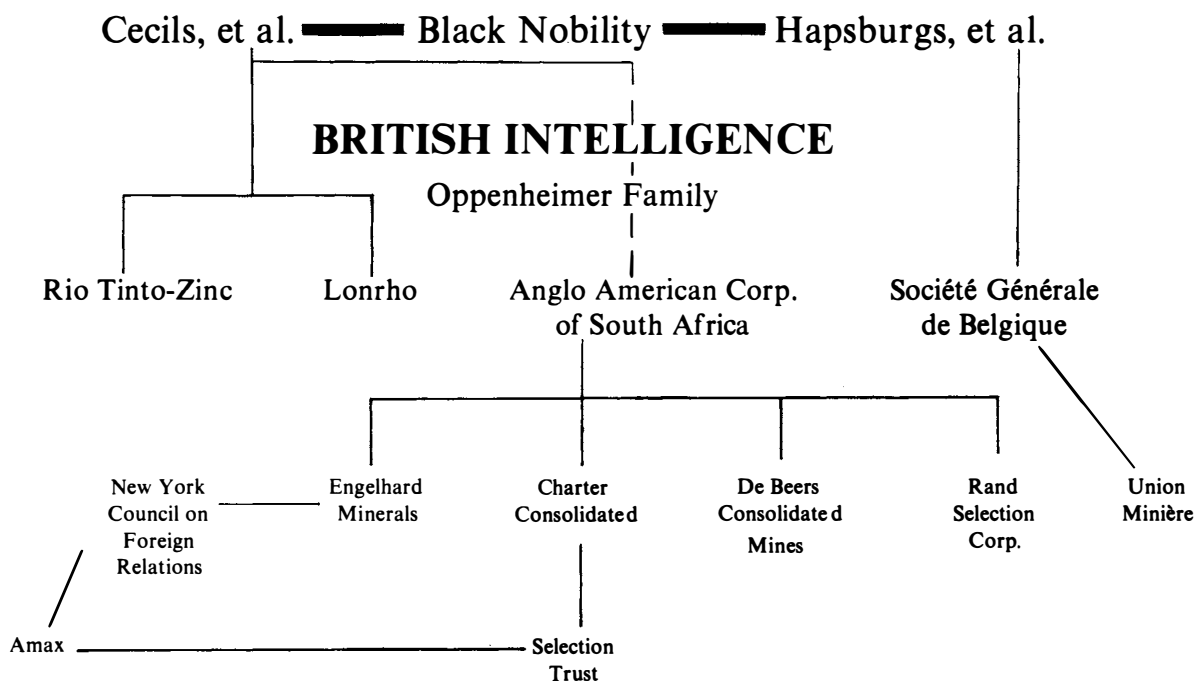 Cecils, et al. Black Nobility Hapsburgs, et al.
BRITISH INTELLIGENCE
Oppenheimer Family
Rio Tinto-Zinc
Lonrho
Anglo American Corp.
of South Africa
Société Générale
de Belgique
New York
Council on
Foreign
Relations
Engelhard
Minerals
Charter
Consolidated
De Beers
Consolidated
Mines
Rand
Selection
Corp.
Union
Minière
Amax
Selection
Trust